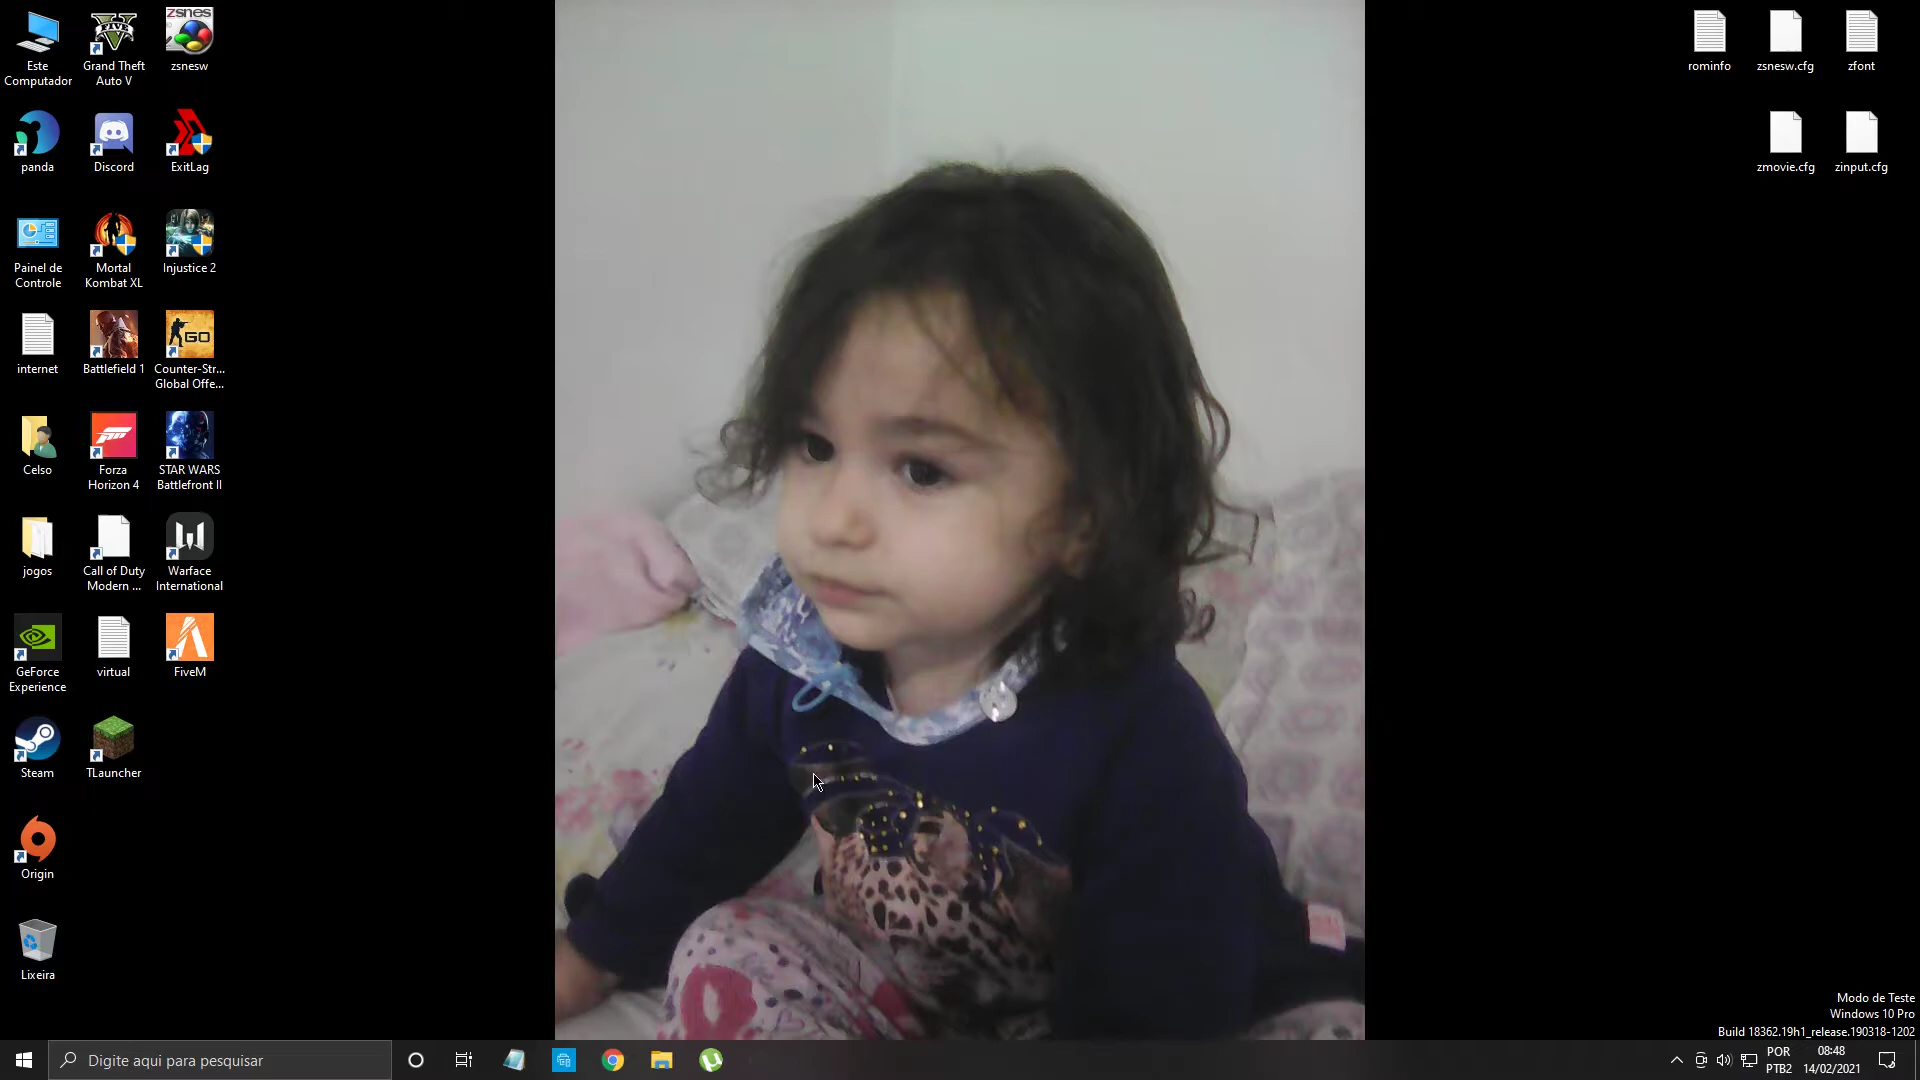 Este
Computador
Grand Theft
Auto V
zsnes
zsnesw
panda
Discord
ExitLag
Painel de
Controle
Mortal
Kombat XL
Injustice 2
internet
Battlefield 1
GO
Counter-Str...
Global Offe...
Celso
Forza
Horizon 4
STAR WARS
Battlefront II
jogos
Call of Duty
Modern ...
Warface
International
GeForce
Experience
virtual
FiveM
Steam
TLauncher
Origin
Lixeira
rominfo
zsnesw.cfg
zfont
zmovie.cfg
zinput.cfg
Modo de Teste
Windows 10 Pro
Build 18362.19h1_release.190318-1202
Digite aqui para pesquisar
POR
PTB2
08:48
14/02/2021